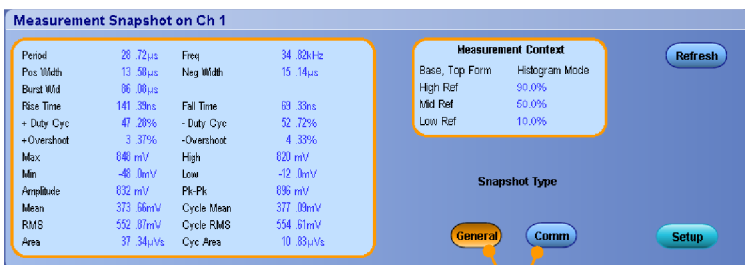 Measurement Snapshot on Ch 1
Period 28 .72µs Freq 34 .82kHz
Pos Width 13 .58µs Neg Width 15 .14µs
Burst Wid 86 .08µs
Rise Time 141 .39ns Fall Time 69 .33ns
+ Duty Cyc 47 .28% - Duty Cyc 52 .72%
+Overshoot 3 .37% -Overshoot 4 .33%
Max 848 mV High 820 mV
Min -48 .0mV Low -12 .0mV
Amplitude 832 mV Pk-Pk 896 mV
Mean 373 .66mV Cycle Mean 377 .09mV
RMS 552 .87mV Cycle RMS 554 .61mV
Area 37 .34µVs Cyc Area 10 .83µVs
Measurement Context
Base, Top Form Histogram Mode
High Ref 90.0%
Mid Ref 50.0%
Low Ref 10.0%
Refresh
Snapshot Type
General Comm
Setup